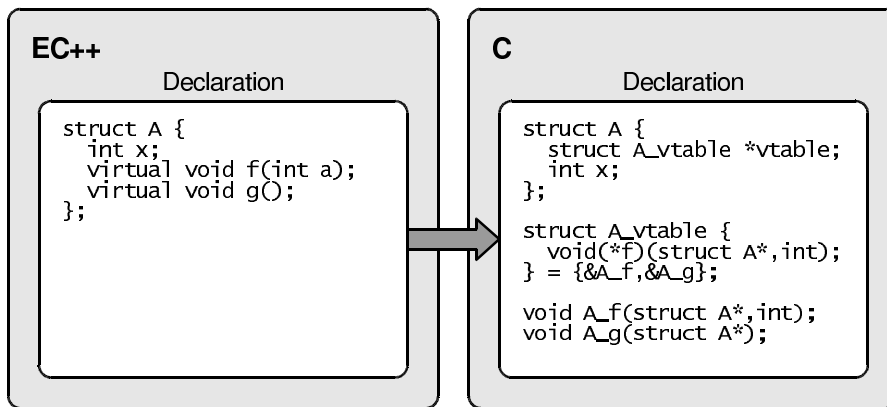 EC++
Declaration
struct A {
int x;
virtual void f(int a);
virtual void g();
};
C
Declaration
struct A {
struct A_vtable *vtable;
int x;
};
struct A_vtable {
void(*f)(struct A*,int);
} = {&A_f,&A_g};
void A_f(struct A*,int);
void A_g(struct A*);